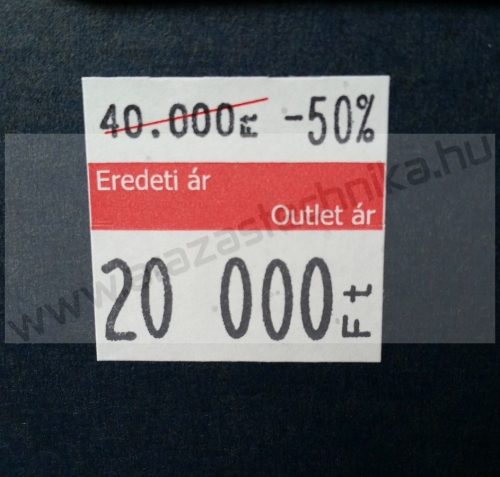 40.000Ft -50%
Eredeti ár
Outlet ár
20 000Ft
www.arazastechnika.hu